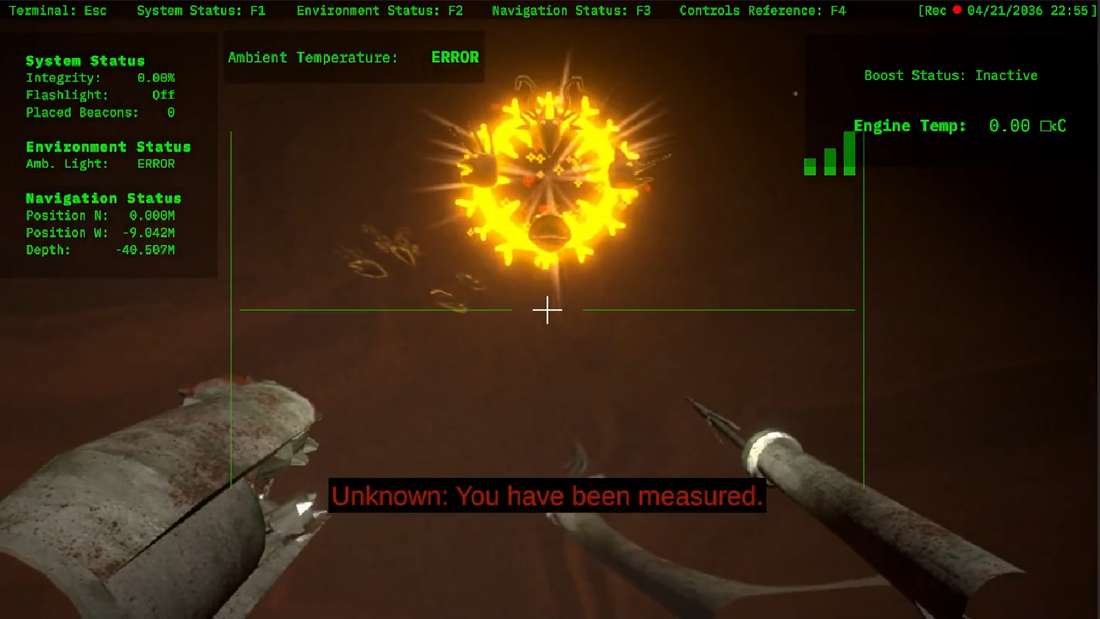 Terminal: Esc System Status: F1 Environment Status: F2 Navigation Status: F3 Controls Reference: F4 [Rec 04/21/2036 22:55]
System Status
Integrity: 0.00%
Flashlight: Off
Placed Beacons: 0
Environment Status
Amb. Light: ERROR
Navigation Status
Position N: 0.000M
Position W: -9.042M
Depth: -40.507M
Ambient Temperature: ERROR
Boost Status: Inactive
Engine Temp: 0.00 □‹C
Unknown: You have been measured.